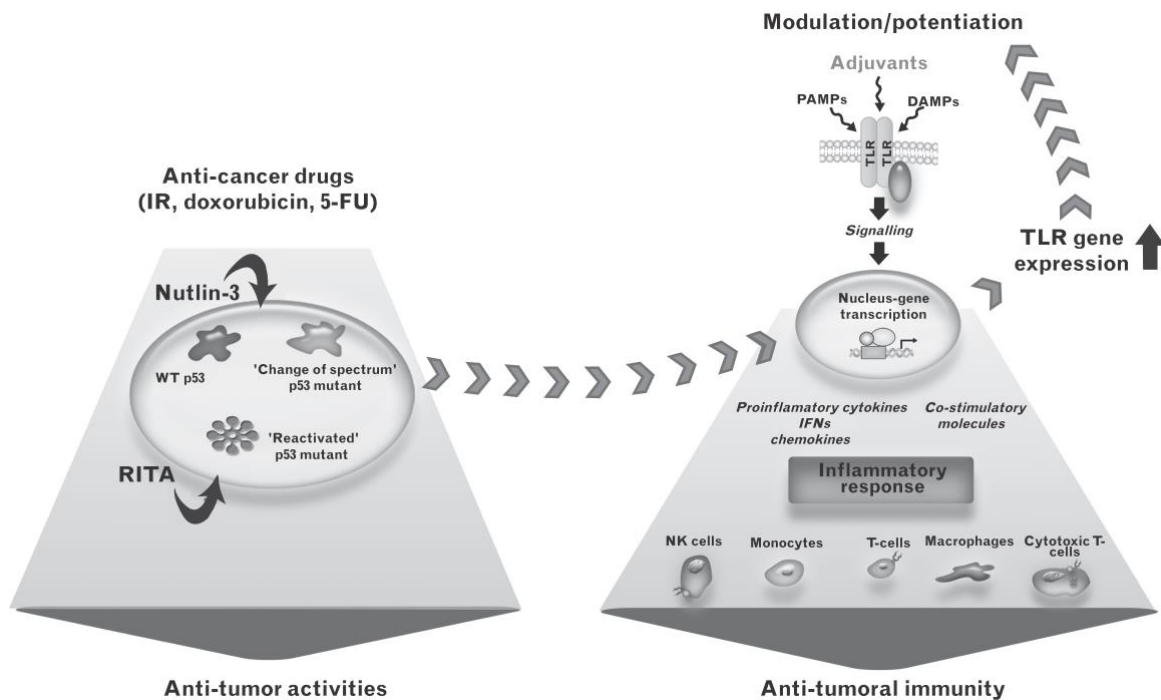 Anti-cancer drugs
(IR, doxorubicin, 5-FU)
Nutlin-3
WT p53
'Change of spectrum'
p53 mutant
'Reactivated'
p53 mutant
RITA
Anti-tumor activities
Modulation/potentiation
Adjuvants
PAMPs
DAMPs
TLR
TLR
Signalling
TLR gene
expression
Nucleus-gene
transcription
Proinflamatory cytokines
IFNs
chemokines
Co-stimulatory
molecules
Inflammatory
response
NK cells
Monocytes
T-cells
Macrophages
Cytotoxic T-
cells
Anti-tumoral immunity